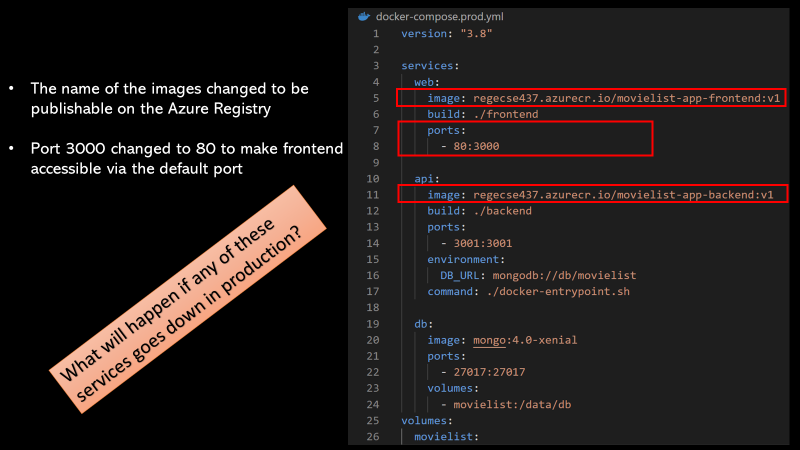 • The name of the images changed to be
publishable on the Azure Registry
• Port 3000 changed to 80 to make frontend
accessible via the default port
What will happen if any of these
services goes down in production?
docker-compose.prod.yml
1 version: "3.8"
2
3 services:
4   web:
5     image: regecse437.azurecr.io/movielist-app-frontend:v1
6     build: ./frontend
7     ports:
8       - 80:3000
9
10   api:
11     image: regecse437.azurecr.io/movielist-app-backend:v1
12     build: ./backend
13     ports:
14       - 3001:3001
15     environment:
16       DB_URL: mongodb://db/movielist
17     command: ./docker-entrypoint.sh
18
19   db:
20     image: mongo:4.0-xenial
21     ports:
22       - 27017:27017
23     volumes:
24       - movielist:/data/db
25 volumes:
26   movielist: